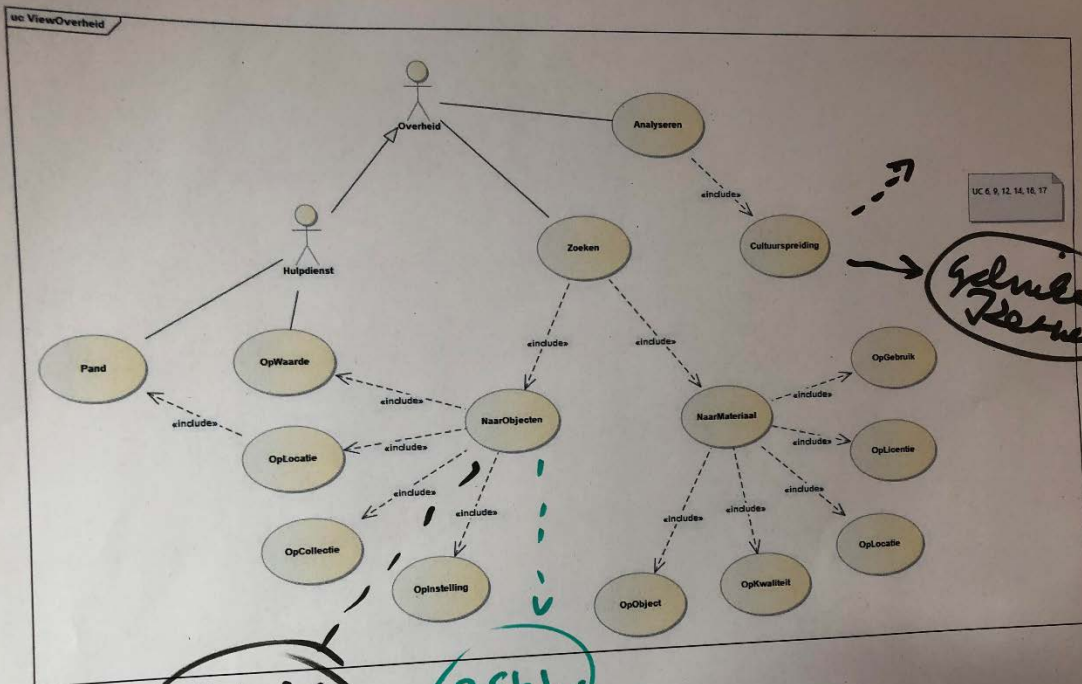 uc ViewOverheid
Overheid
Analyseren
«include»
UC 6, 9, 12, 14, 16, 17
Hulpdienst
Zoeken
Cultuurspreiding
«include»
«include»
Pand
OpWaarde
OpGebruik
«include»
«include»
«include»
NaarObjecten
NaarMateriaal
«include»
«include»
OpLocatie
OpLicentie
«include»
«include»
«include»
«include»
«include»
OpCollectie
OpInstelling
OpObject
OpKwaliteit
OpLocatie